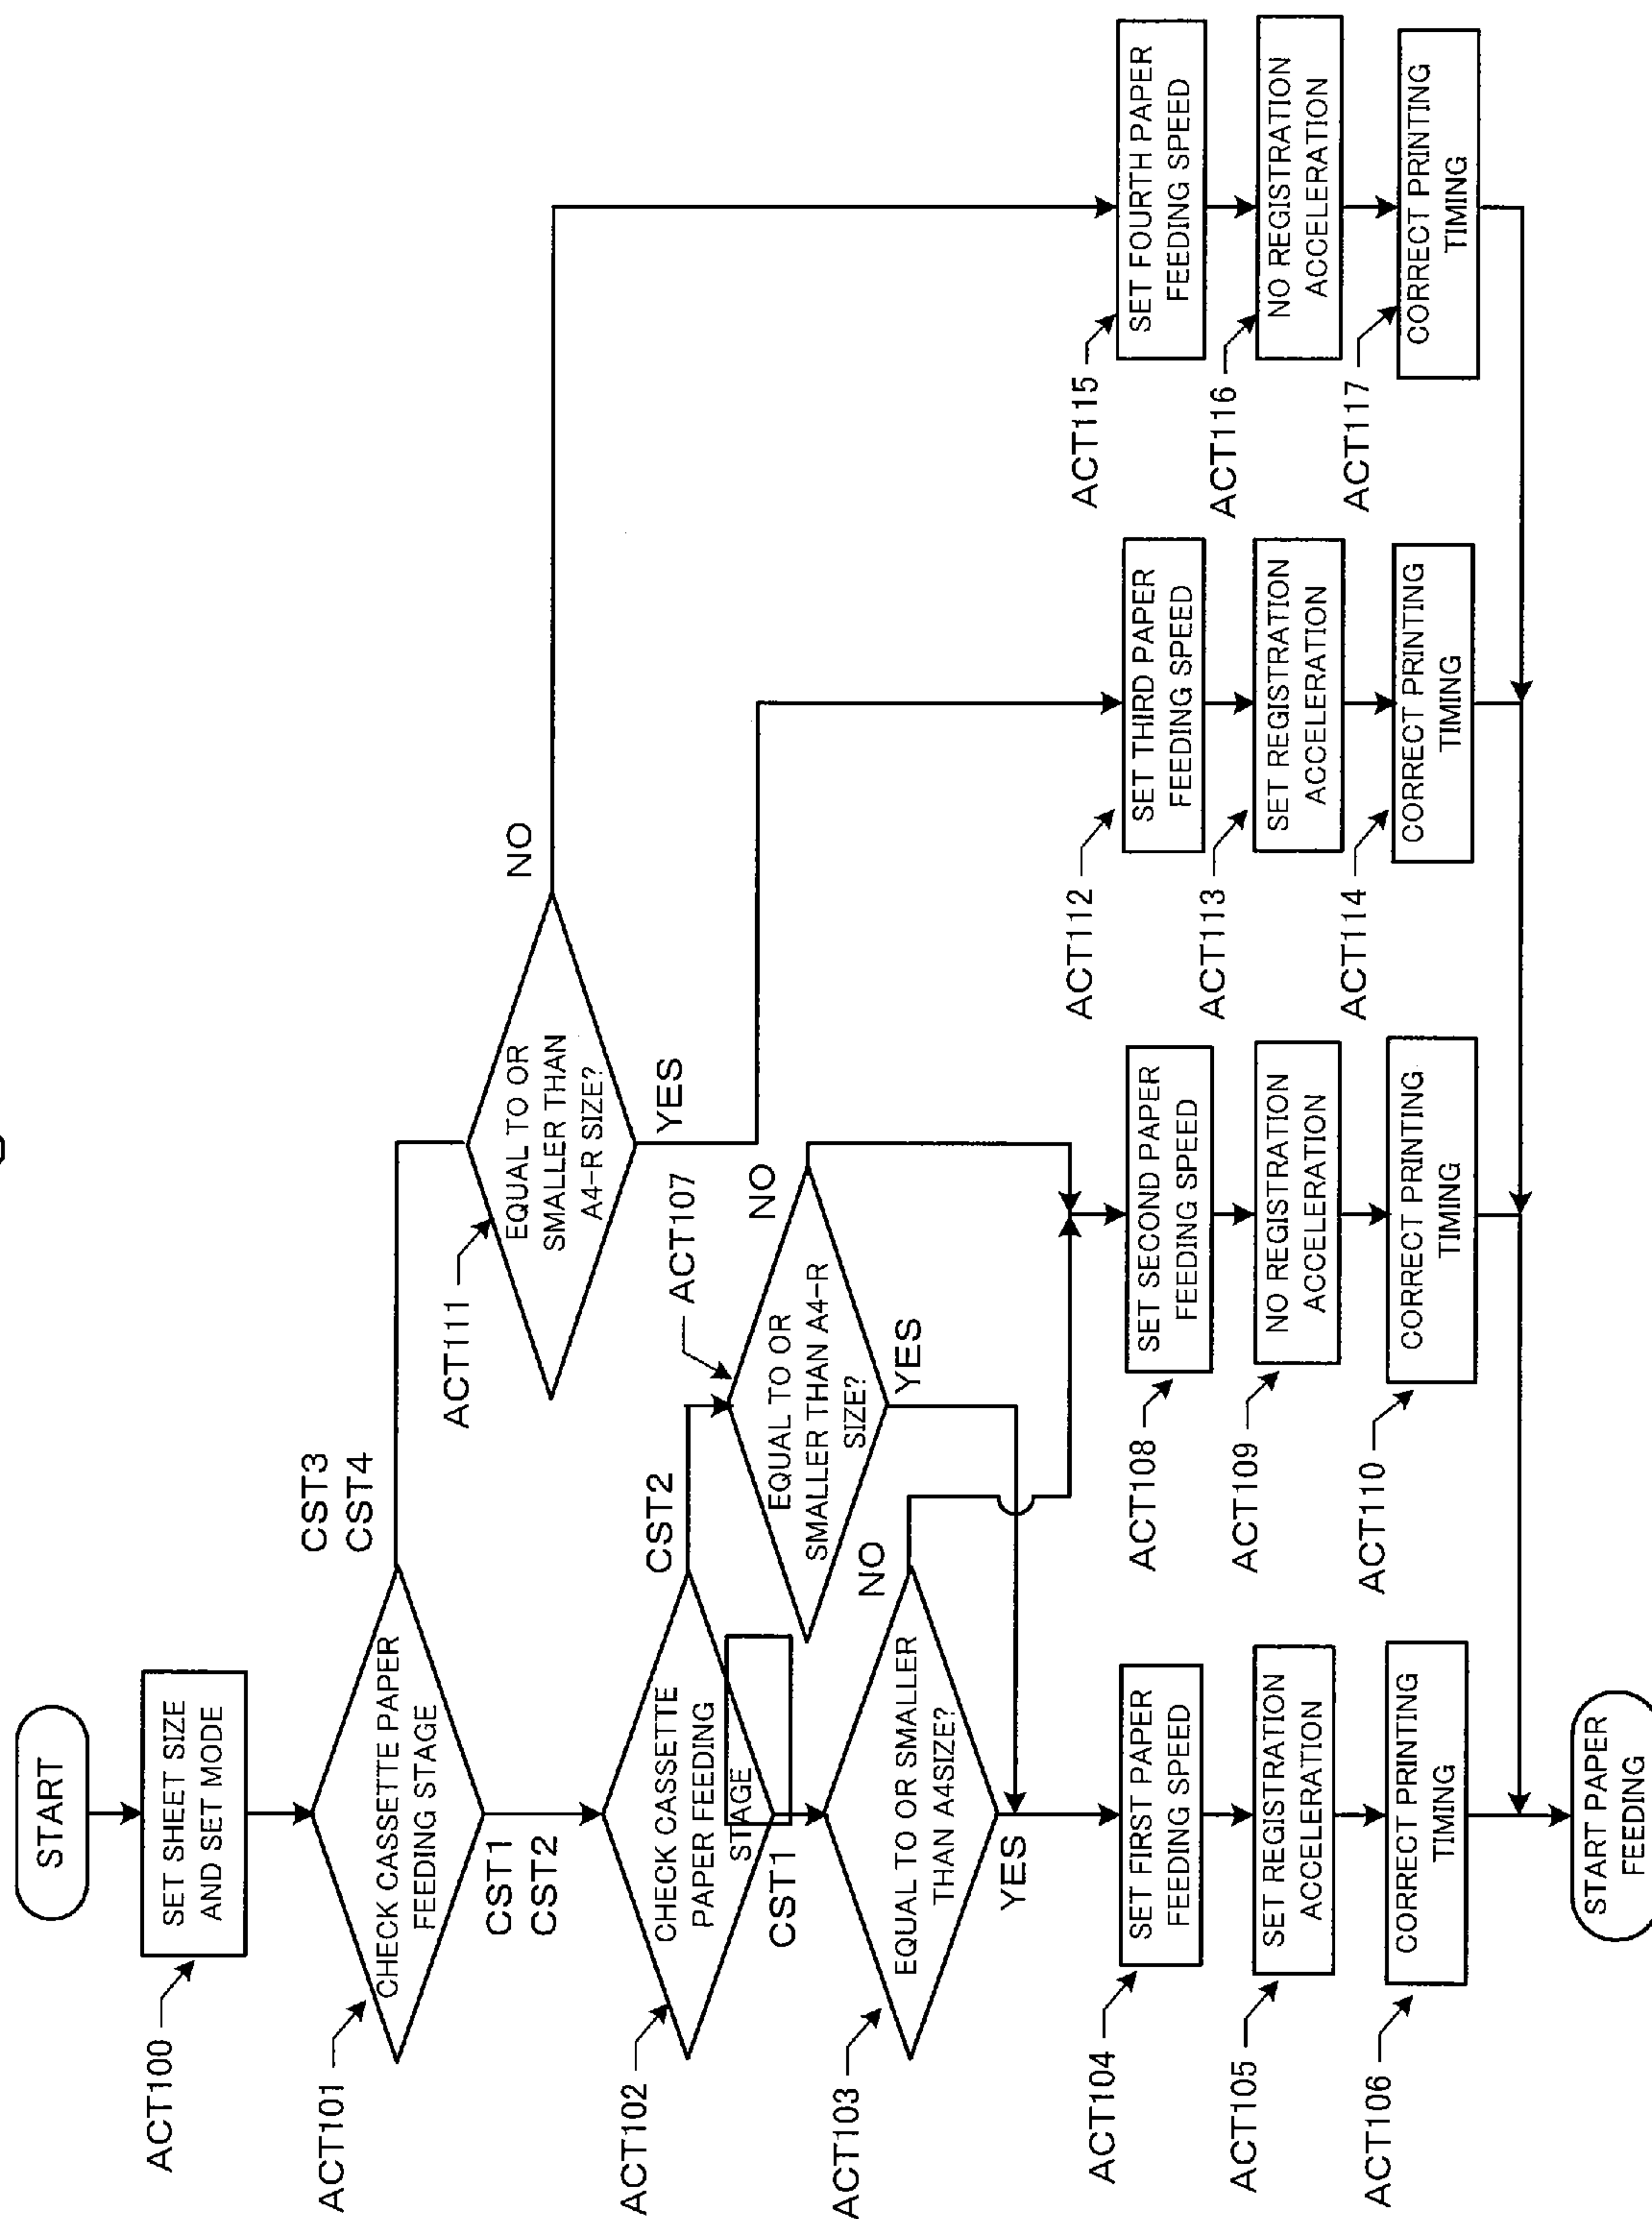 START
ACT100
SET SHEET SIZE
AND SET MODE
ACT101
CHECK CASSETTE PAPER
FEEDING STAGE
CST3
CST4
CST1
CST2
ACT102
CHECK CASSETTE
PAPER FEEDING
STAGE
CST2
CST1
ACT111
EQUAL TO OR
SMALLER THAN
A4-R SIZE?
NO
YES
ACT107
EQUAL TO OR
SMALLER THAN A4-R
SIZE?
NO
YES
ACT103
EQUAL TO OR SMALLER
THAN A4SIZE?
NO
YES
ACT104
SET FIRST PAPER
FEEDING SPEED
ACT105
SET REGISTRATION
ACCELERATION
ACT106
CORRECT PRINTING
TIMING
ACT108
SET SECOND PAPER
FEEDING SPEED
ACT109
NO REGISTRATION
ACCELERATION
ACT110
CORRECT PRINTING
TIMING
ACT112
SET THIRD PAPER
FEEDING SPEED
ACT113
SET REGISTRATION
ACCELERATION
ACT114
CORRECT PRINTING
TIMING
ACT115
SET FOURTH PAPER
FEEDING SPEED
ACT116
NO REGISTRATION
ACCELERATION
ACT117
CORRECT PRINTING
TIMING
START PAPER
FEEDING